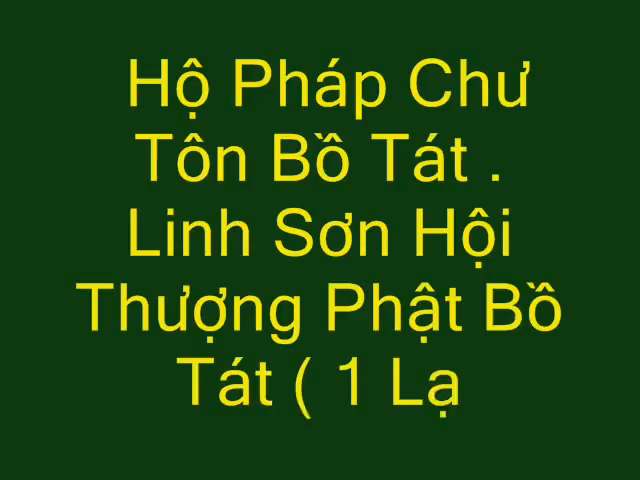 Hộ Pháp Chư
Tôn Bồ Tát .
Linh Sơn Hội
Thượng Phật Bồ
Tát ( 1 Lạ